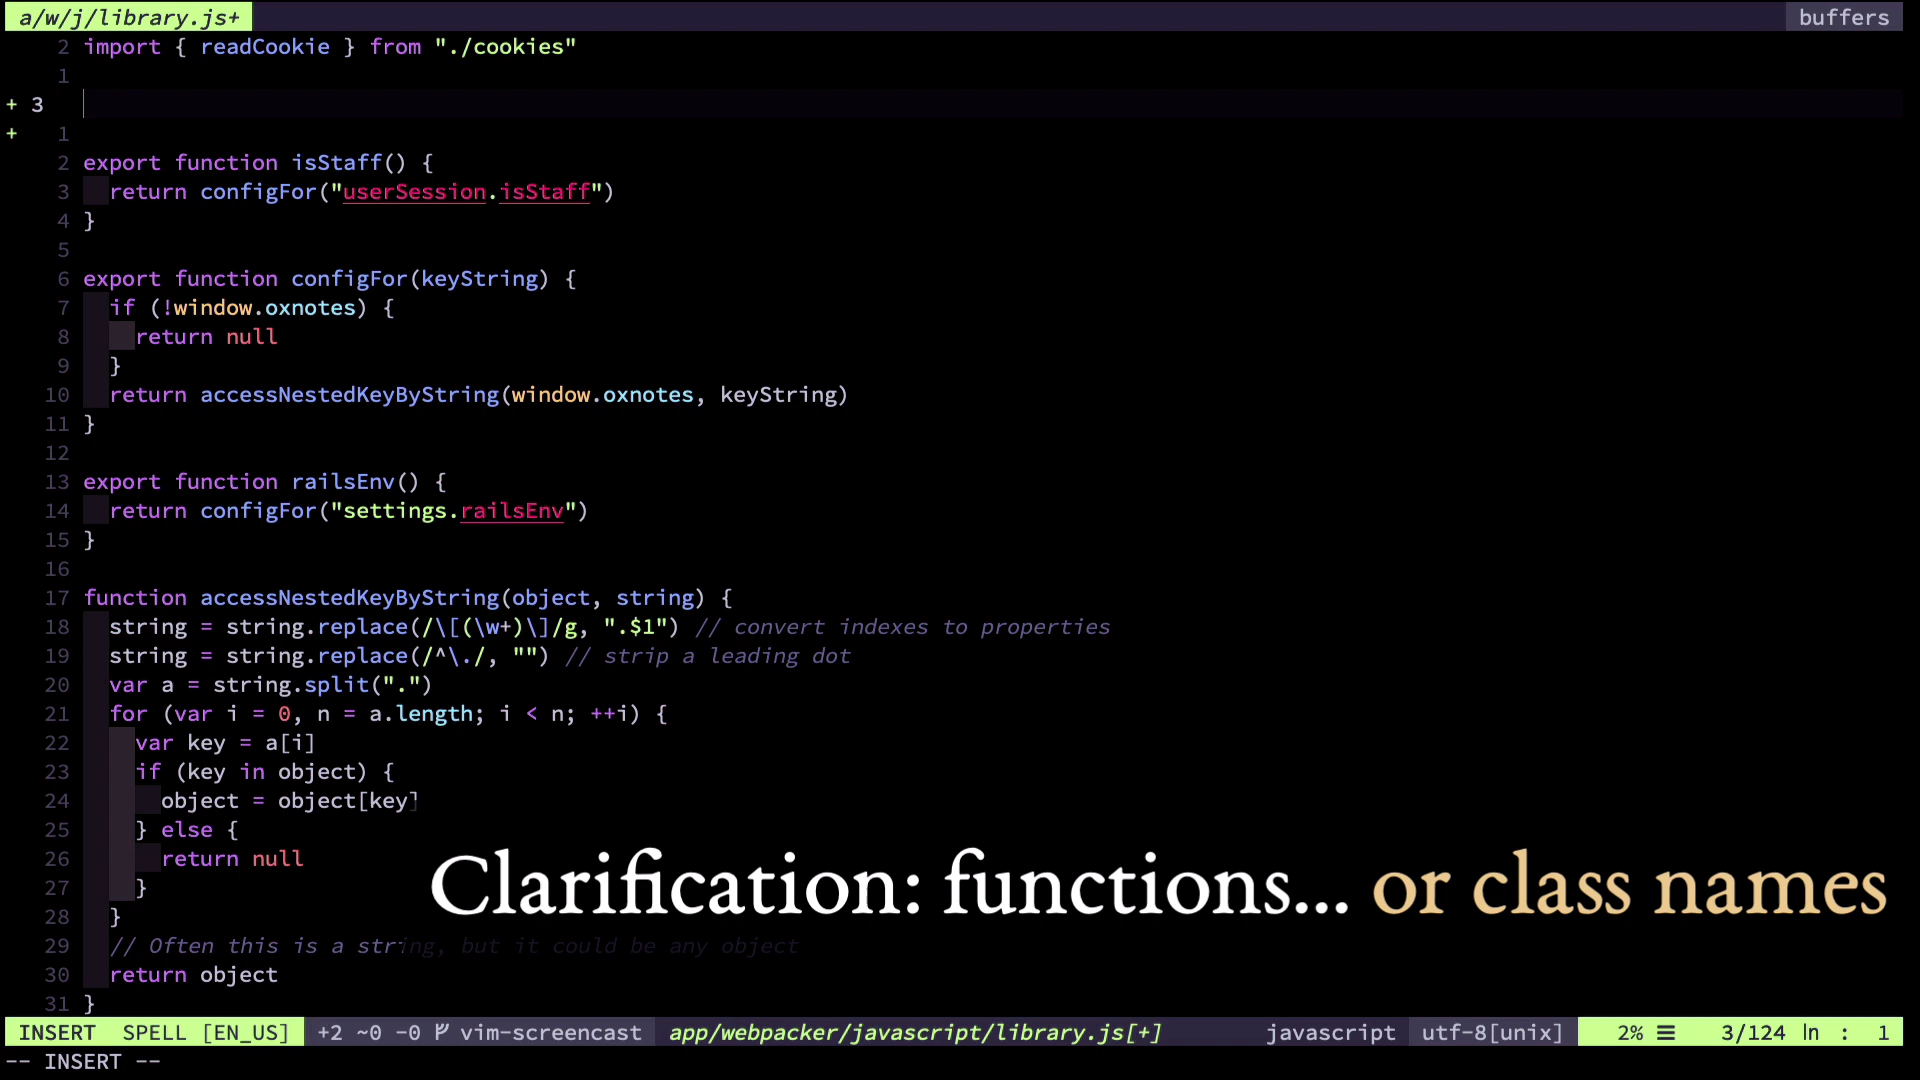 a/w/j/library.js+ buffers
2 import { readCookie } from "./cookies"
1
+ 3
+ 1
2 export function isStaff() {
3 return configFor("userSession.isStaff")
4 }
5
6 export function configFor(keyString) {
7 if (!window.oxnotes) {
8 return null
9 }
10 return accessNestedKeyByString(window.oxnotes, keyString)
11 }
12
13 export function railsEnv() {
14 return configFor("settings.railsEnv")
15 }
16
17 function accessNestedKeyByString(object, string) {
18 string = string.replace(/\[(\w+)\]/g, ".$1") // convert indexes to properties
19 string = string.replace(/^\./, "") // strip a leading dot
20 var a = string.split(".")
21 for (var i = 0, n = a.length; i < n; ++i) {
22 var key = a[i]
23 if (key in object) {
24 object = object[key]
25 } else {
26 return null
27 }
28 }
29 // Often this is a string, but it could be any object
30 return object
31 }
Clarification: functions... or class names
INSERT SPELL [EN_US] +2 ~0 -0 vim-screencast app/webpacker/javascript/library.js[+] javascript utf-8[unix] 2% ☰ 3/124 ln : 1
-- INSERT --